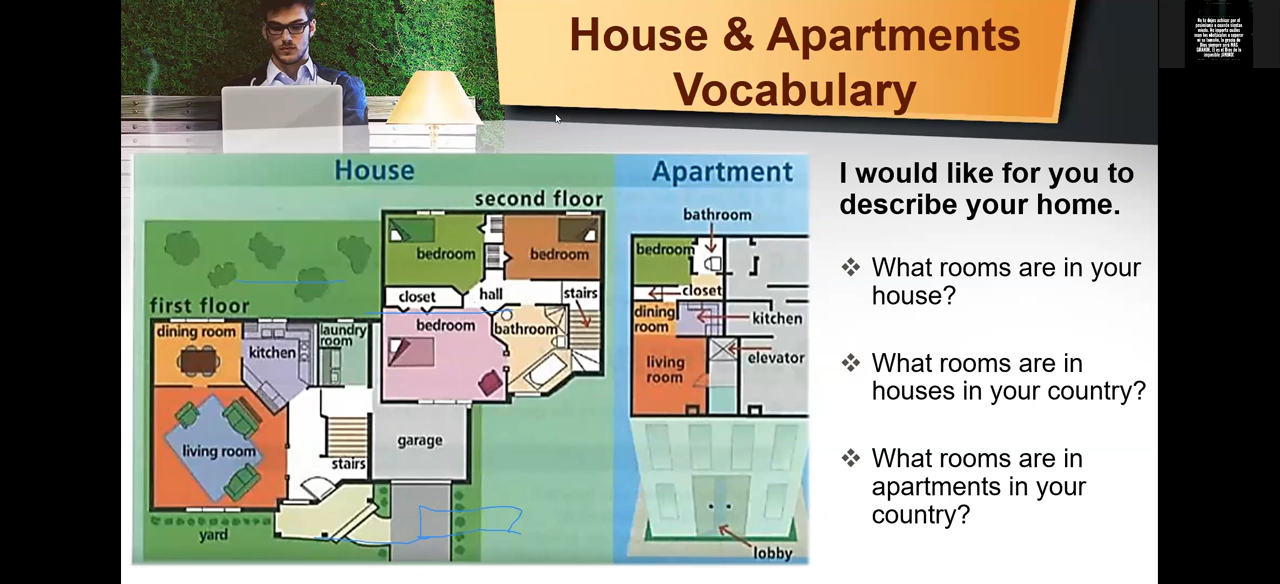 House & Apartments
Vocabulary
House
second floor
bedroom
bedroom
closet
hall
stairs
bedroom
bathroom
first floor
dining room
kitchen
laundry
room
living room
stairs
garage
yard
Apartment
bathroom
bedroom
closet
dining
room
kitchen
living
room
elevator
lobby
I would like for you to
describe your home.
❖ What rooms are in your
house?
❖ What rooms are in
houses in your country?
❖ What rooms are in
apartments in your
country?